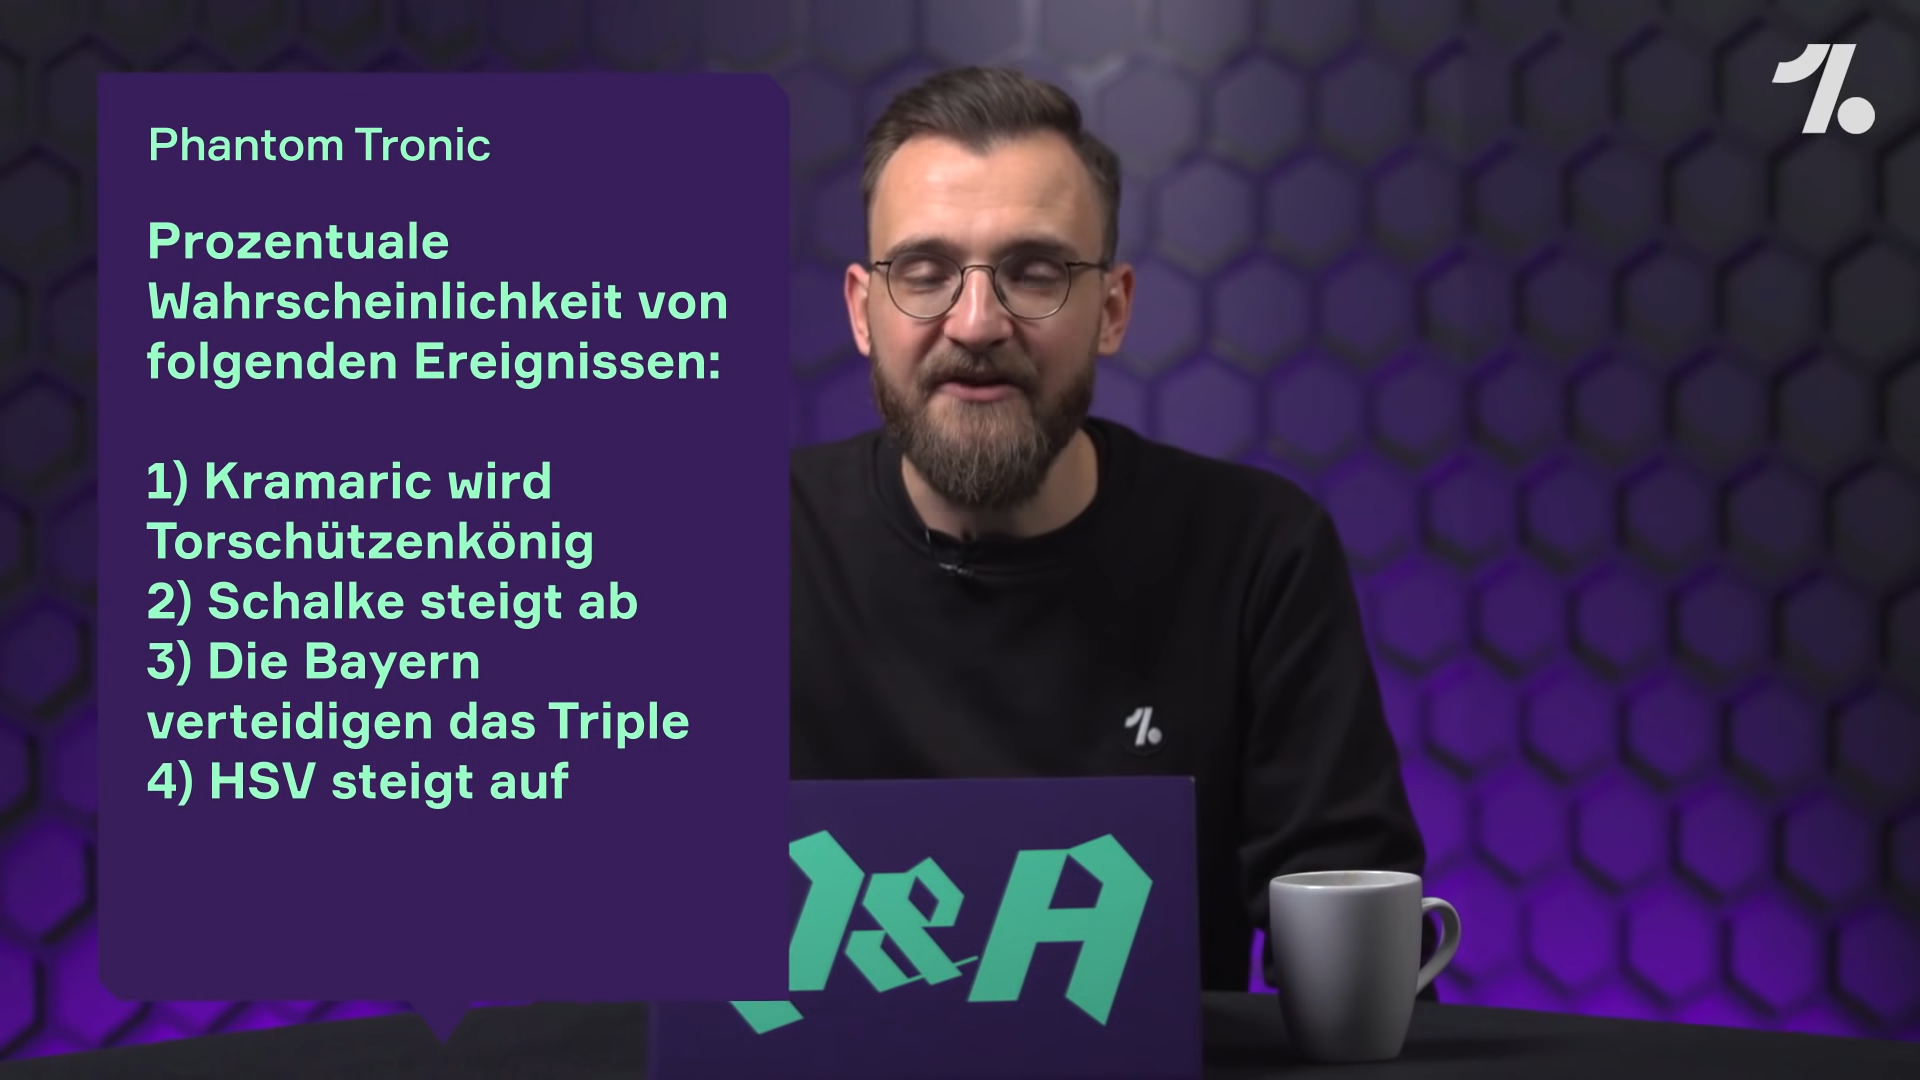 Phantom Tronic
Prozentuale
Wahrscheinlichkeit von
folgenden Ereignissen:
1) Kramaric wird
Torschützenkönig
2) Schalke steigt ab
3) Die Bayern
verteidigen das Triple
4) HSV steigt auf
&A